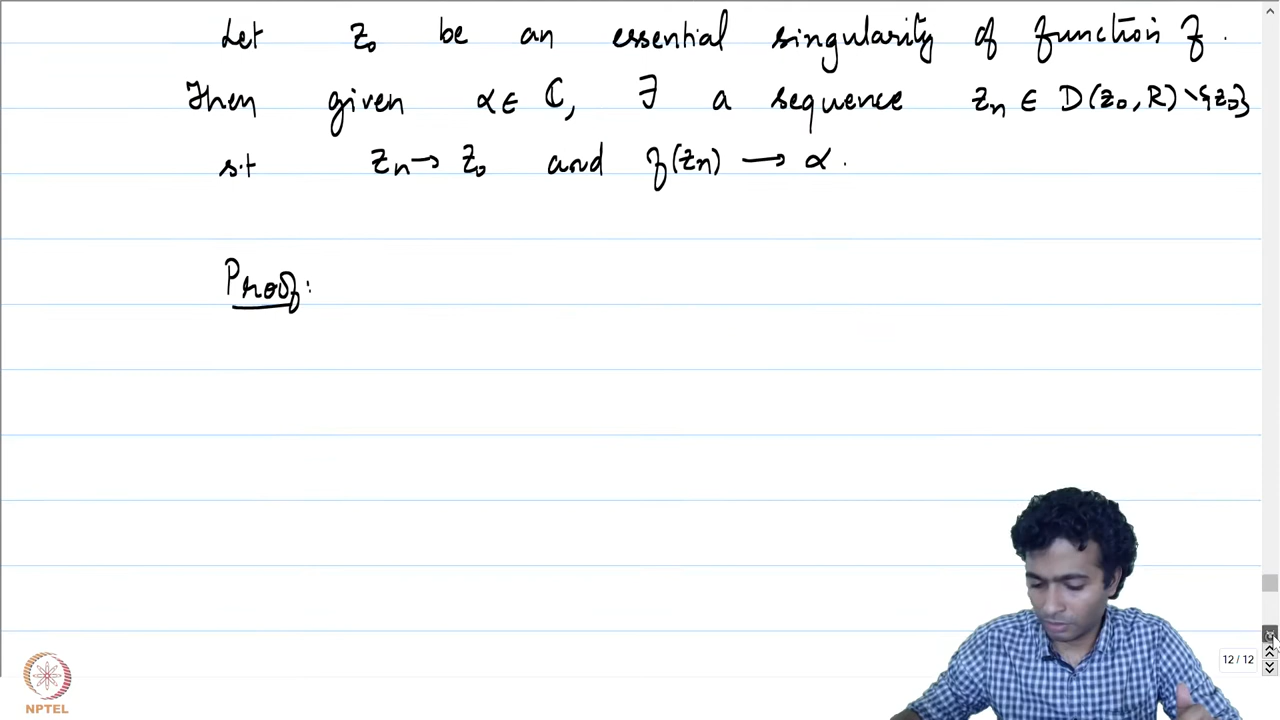 Let z₀ be an essential singularity of function f.
Then given α ∈ ℂ, ∃ a sequence zₙ ∈ D(z₀, R) \ {z₀}
s.t zₙ → z₀ and f(zₙ) → α.
Proof:
12 / 12
NPTEL